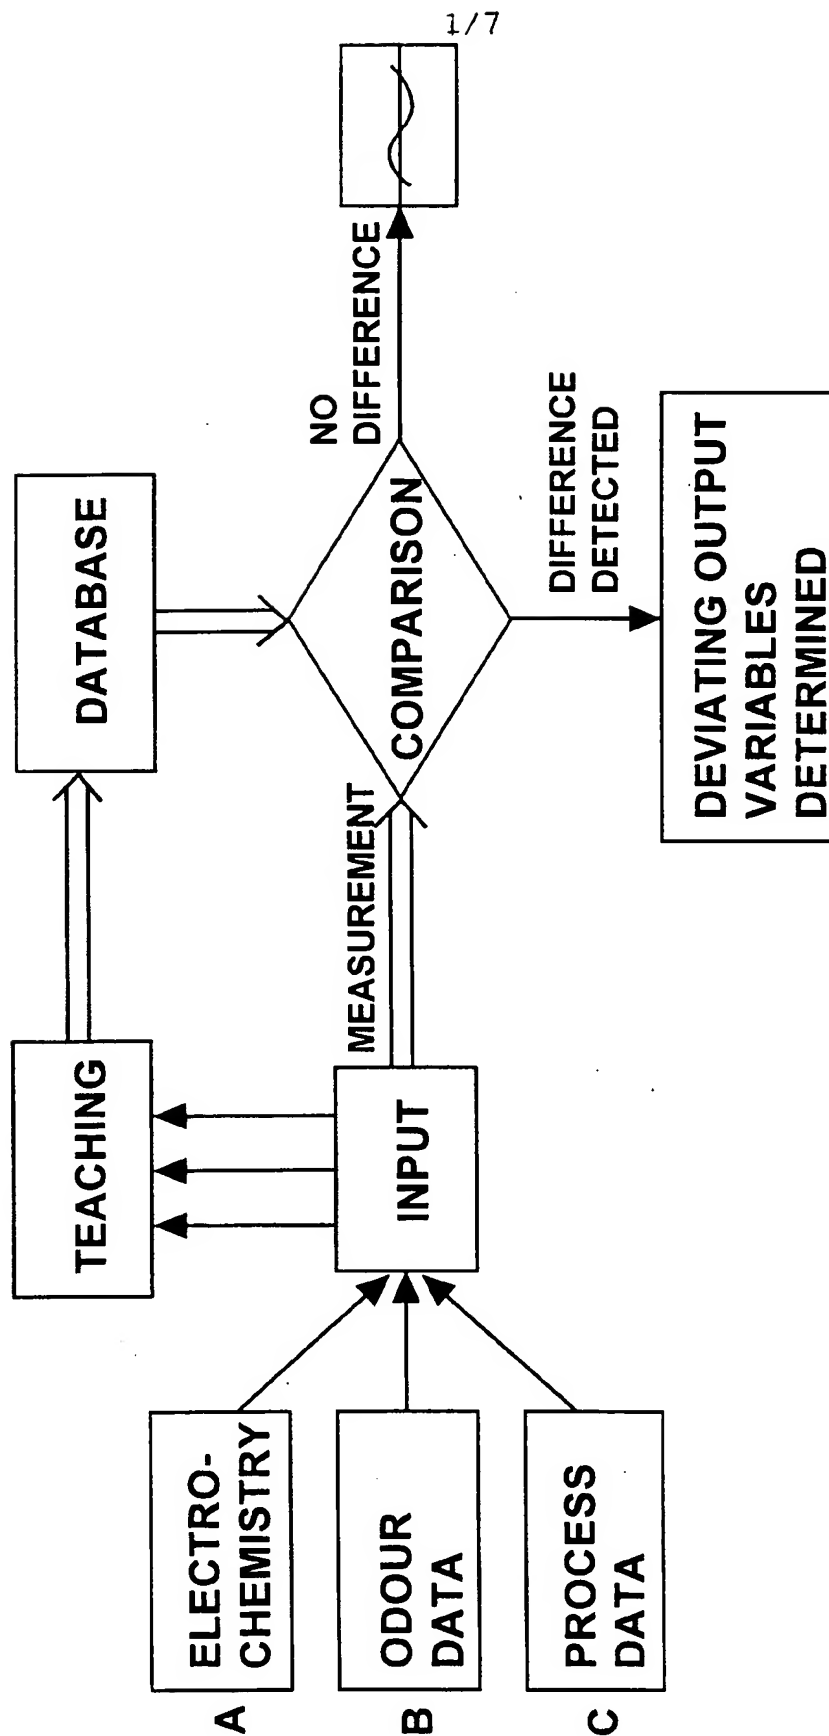 1/7
A
ELECTRO-
CHEMISTRY
B
ODOUR
DATA
C
PROCESS
DATA
TEACHING
INPUT
MEASUREMENT
DATABASE
COMPARISON
NO
DIFFERENCE
DIFFERENCE
DETECTED
DEVIATING OUTPUT
VARIABLES
DETERMINED